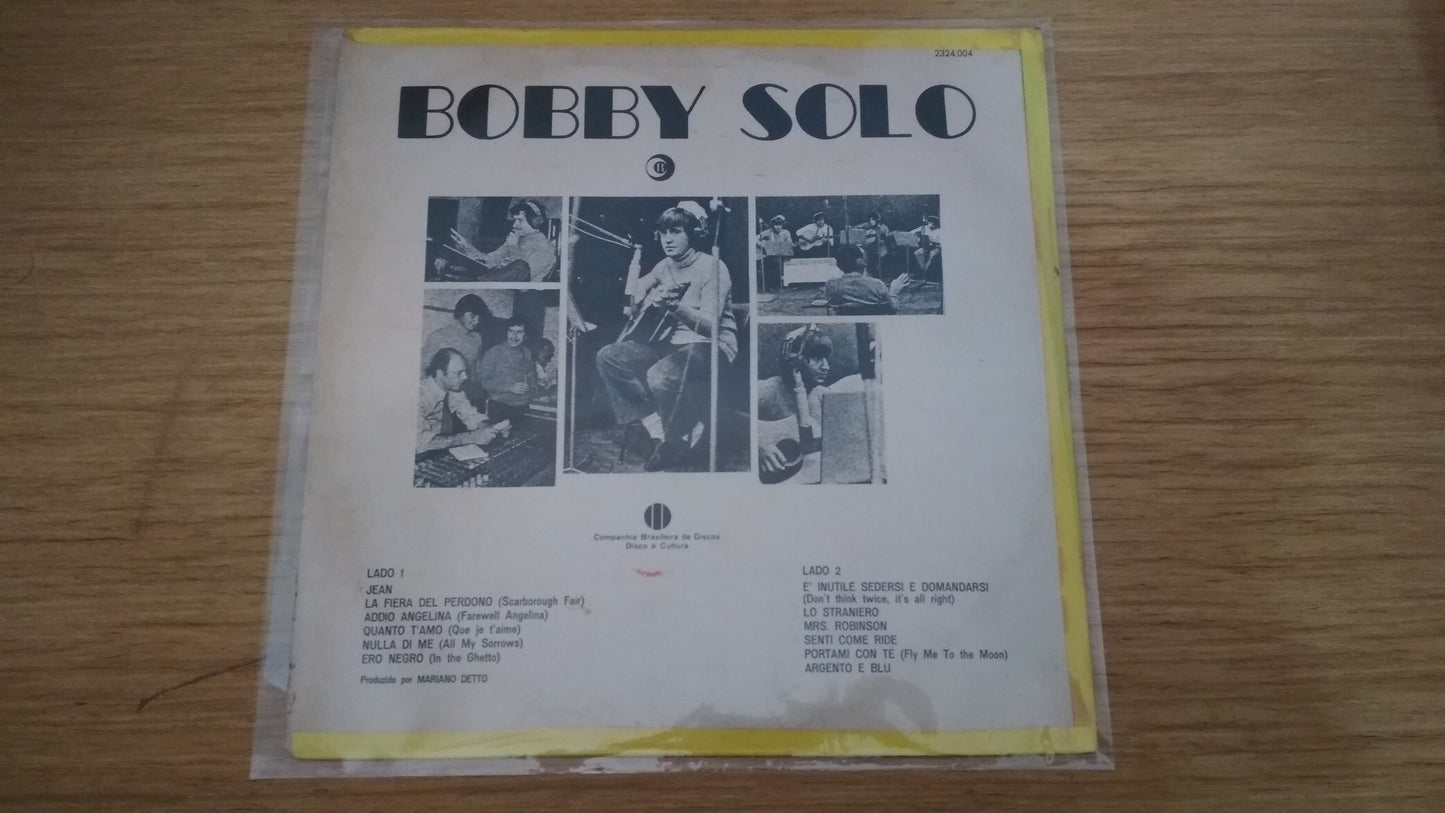 2324.004
BOBBY SOLO
R
Companhia Brasileira de Discos
Disco é Cultura
LADO 1
JEAN
LA FIERA DEL PERDONO (Scarborough Fair)
ADDIO ANGELINA (Farewell Angelina)
QUANTO T'AMO (Que je t'aime)
NULLA DI ME (All My Sorrows)
ERO NEGRO (In the Ghetto)
Produzido por MARIANO DETTO
LADO 2
E' INUTILE SEDERSI E DOMANDARSI
(Don't think twice, it's all right)
LO STRANIERO
MRS. ROBINSON
SENTI COME RIDE
PORTAMI CON TE (Fly Me To the Moon)
ARGENTO E BLU